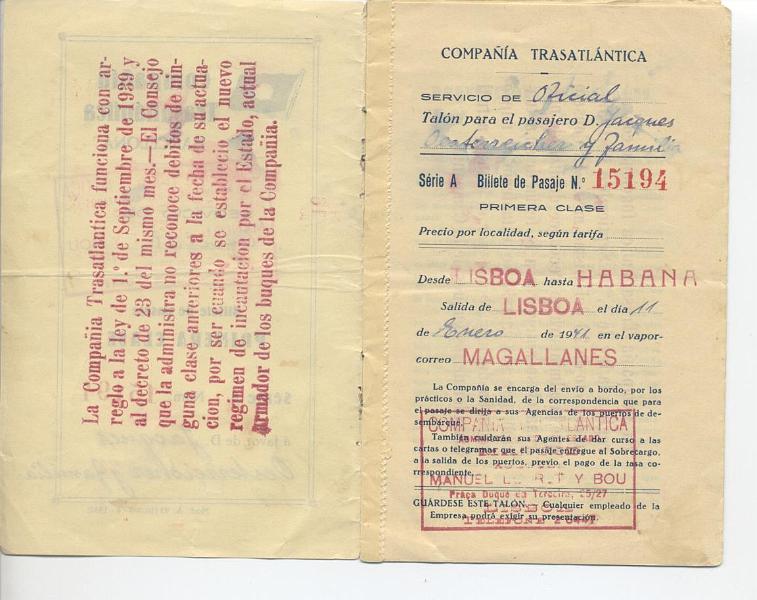 La Compañía Trasatlantica funciona con ar-
reglo a la ley de 1.º de Septiembre de 1939 y
al decreto de 23 del mismo mes.—El Consejo
que la administra no reconoce debitos de nin-
guna clase anteriores a la fecha de su actua-
cion, por ser cuando se establecio el nuevo
regimen de incautacion por el Estado, actual
armador de los buques de la Compañia.
COMPAÑÍA TRASATLÁNTICA
SERVICIO DE Oficial
Talón para el pasajero D. Jacques
y Familia
Série A Billete de Pasaje N.º 15194
PRIMERA CLASE
Precio por localidad, según tarifa
Desde LISBOA hasta HABANA
Salida de LISBOA el día 11
de Enero de 1941 en el vapor-
correo MAGALLANES
La Compañía se encarga del envío a bordo, por los
prácticos o la Sanidad, de la correspondencia que para
el pasaje se dirija a sus Agencias de los puertos de des-
embarque.
También cuidarán sus Agentes de dar curso a las
cartas o telegramas que el pasaje entregue al Sobrecargo,
a la salida de los puertos, previo el pago de la tasa co-
rrespondiente.
GUÁRDESE ESTE TALÓN.—Cualquier empleado de la
Empresa podrá exigir su presentación.
COMPAÑIA TRASATLANTICA
MANUEL Y BOU
Praça Duque da Terceira, 25/27
LISBOA
TELEFONE